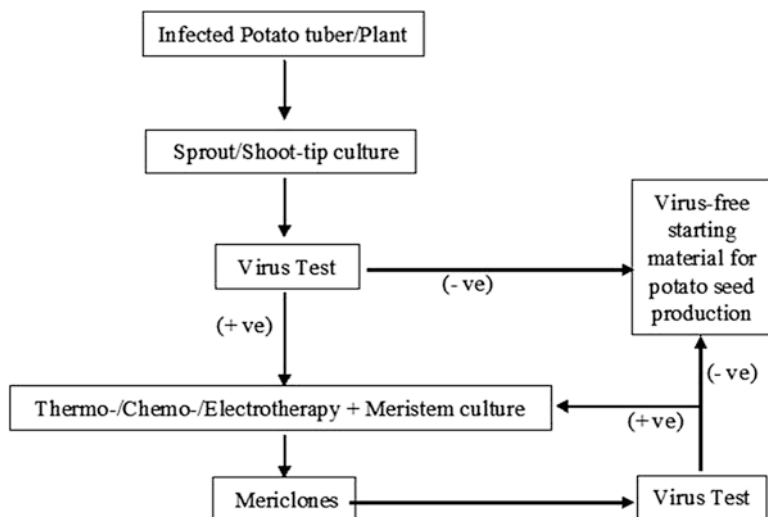 Infected Potato tuber/Plant
Sprout/Shoot-tip culture
Virus Test
(- ve)
Virus-free
starting
material for
potato seed
production
(+ ve)
Thermo-/Chemo-/Electrotherapy + Meristem culture
(+ ve)
(- ve)
Mericlones
Virus Test